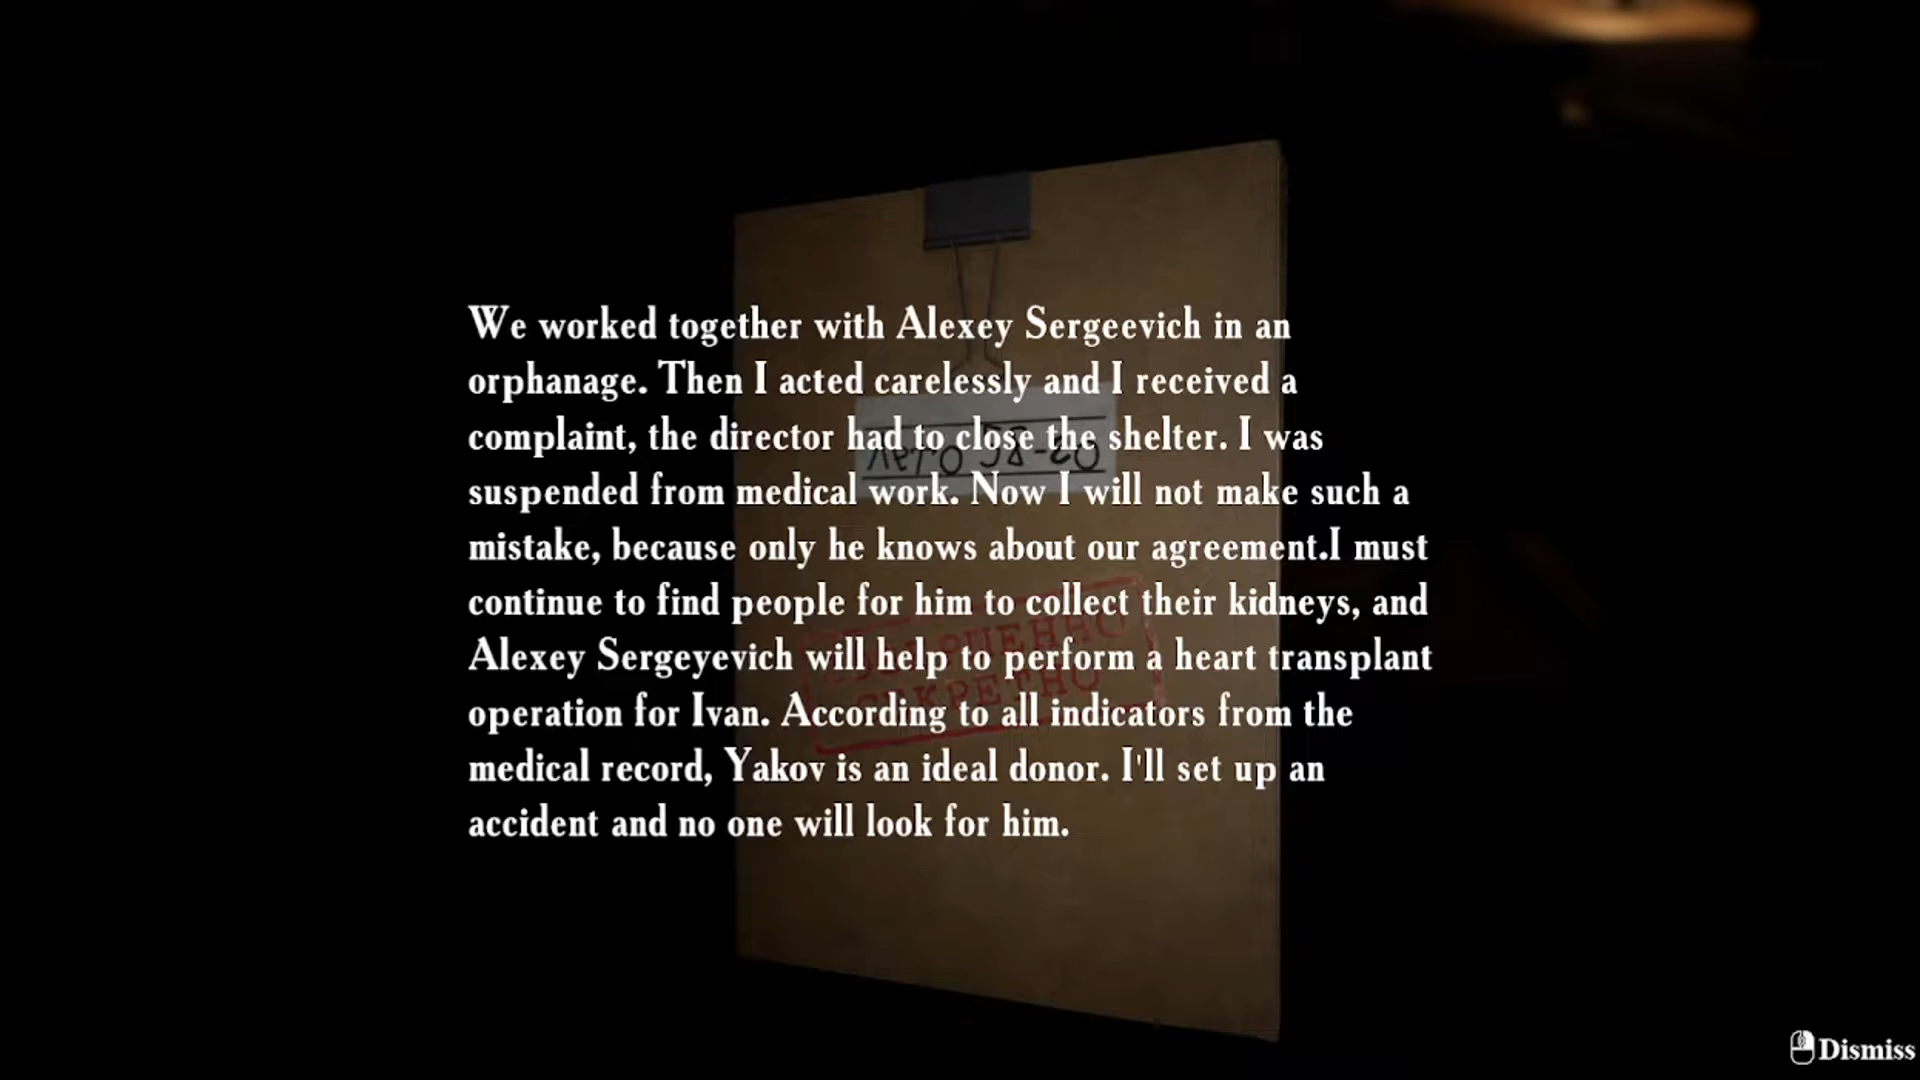 We worked together with Alexey Sergeevich in an
orphanage. Then I acted carelessly and I received a
complaint, the director had to close the shelter. I was
suspended from medical work. Now I will not make such a
mistake, because only he knows about our agreement.I must
continue to find people for him to collect their kidneys, and
Alexey Sergeyevich will help to perform a heart transplant
operation for Ivan. According to all indicators from the
medical record, Yakov is an ideal donor. I'll set up an
accident and no one will look for him.
Dismiss